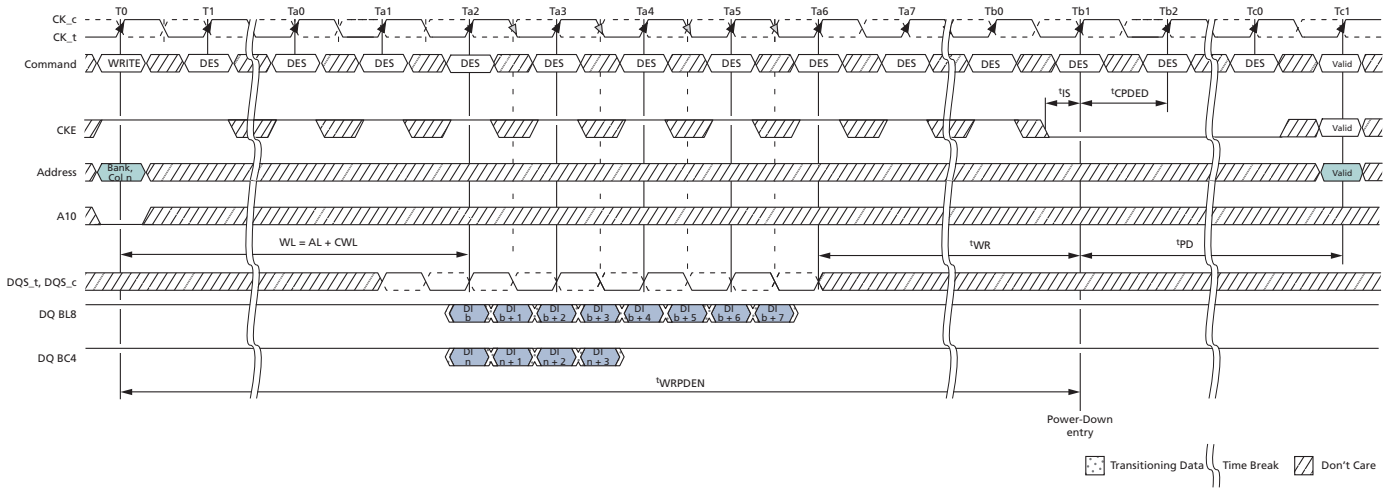 T0 T1 Ta0 Ta1 Ta2 Ta3 Ta4 Ta5 Ta6 Ta7 Tb0 Tb1 Tb2 Tc0 Tc1
CK_c
CK_t
Command WRITE DES DES DES DES DES DES DES DES DES DES DES DES DES Valid
tIS tCPDED
CKE Valid
Address Bank, Col n Valid
A10
WL = AL + CWL tWR tPD
DQS_t, DQS_c
DQ BL8 DI b DI b + 1 DI b + 2 DI b + 3 DI b + 4 DI b + 5 DI b + 6 DI b + 7
DQ BC4 DI n DI n + 1 DI n + 2 DI n + 3
tWRPDEN
Power-Down
entry
Transitioning Data Time Break Don't Care